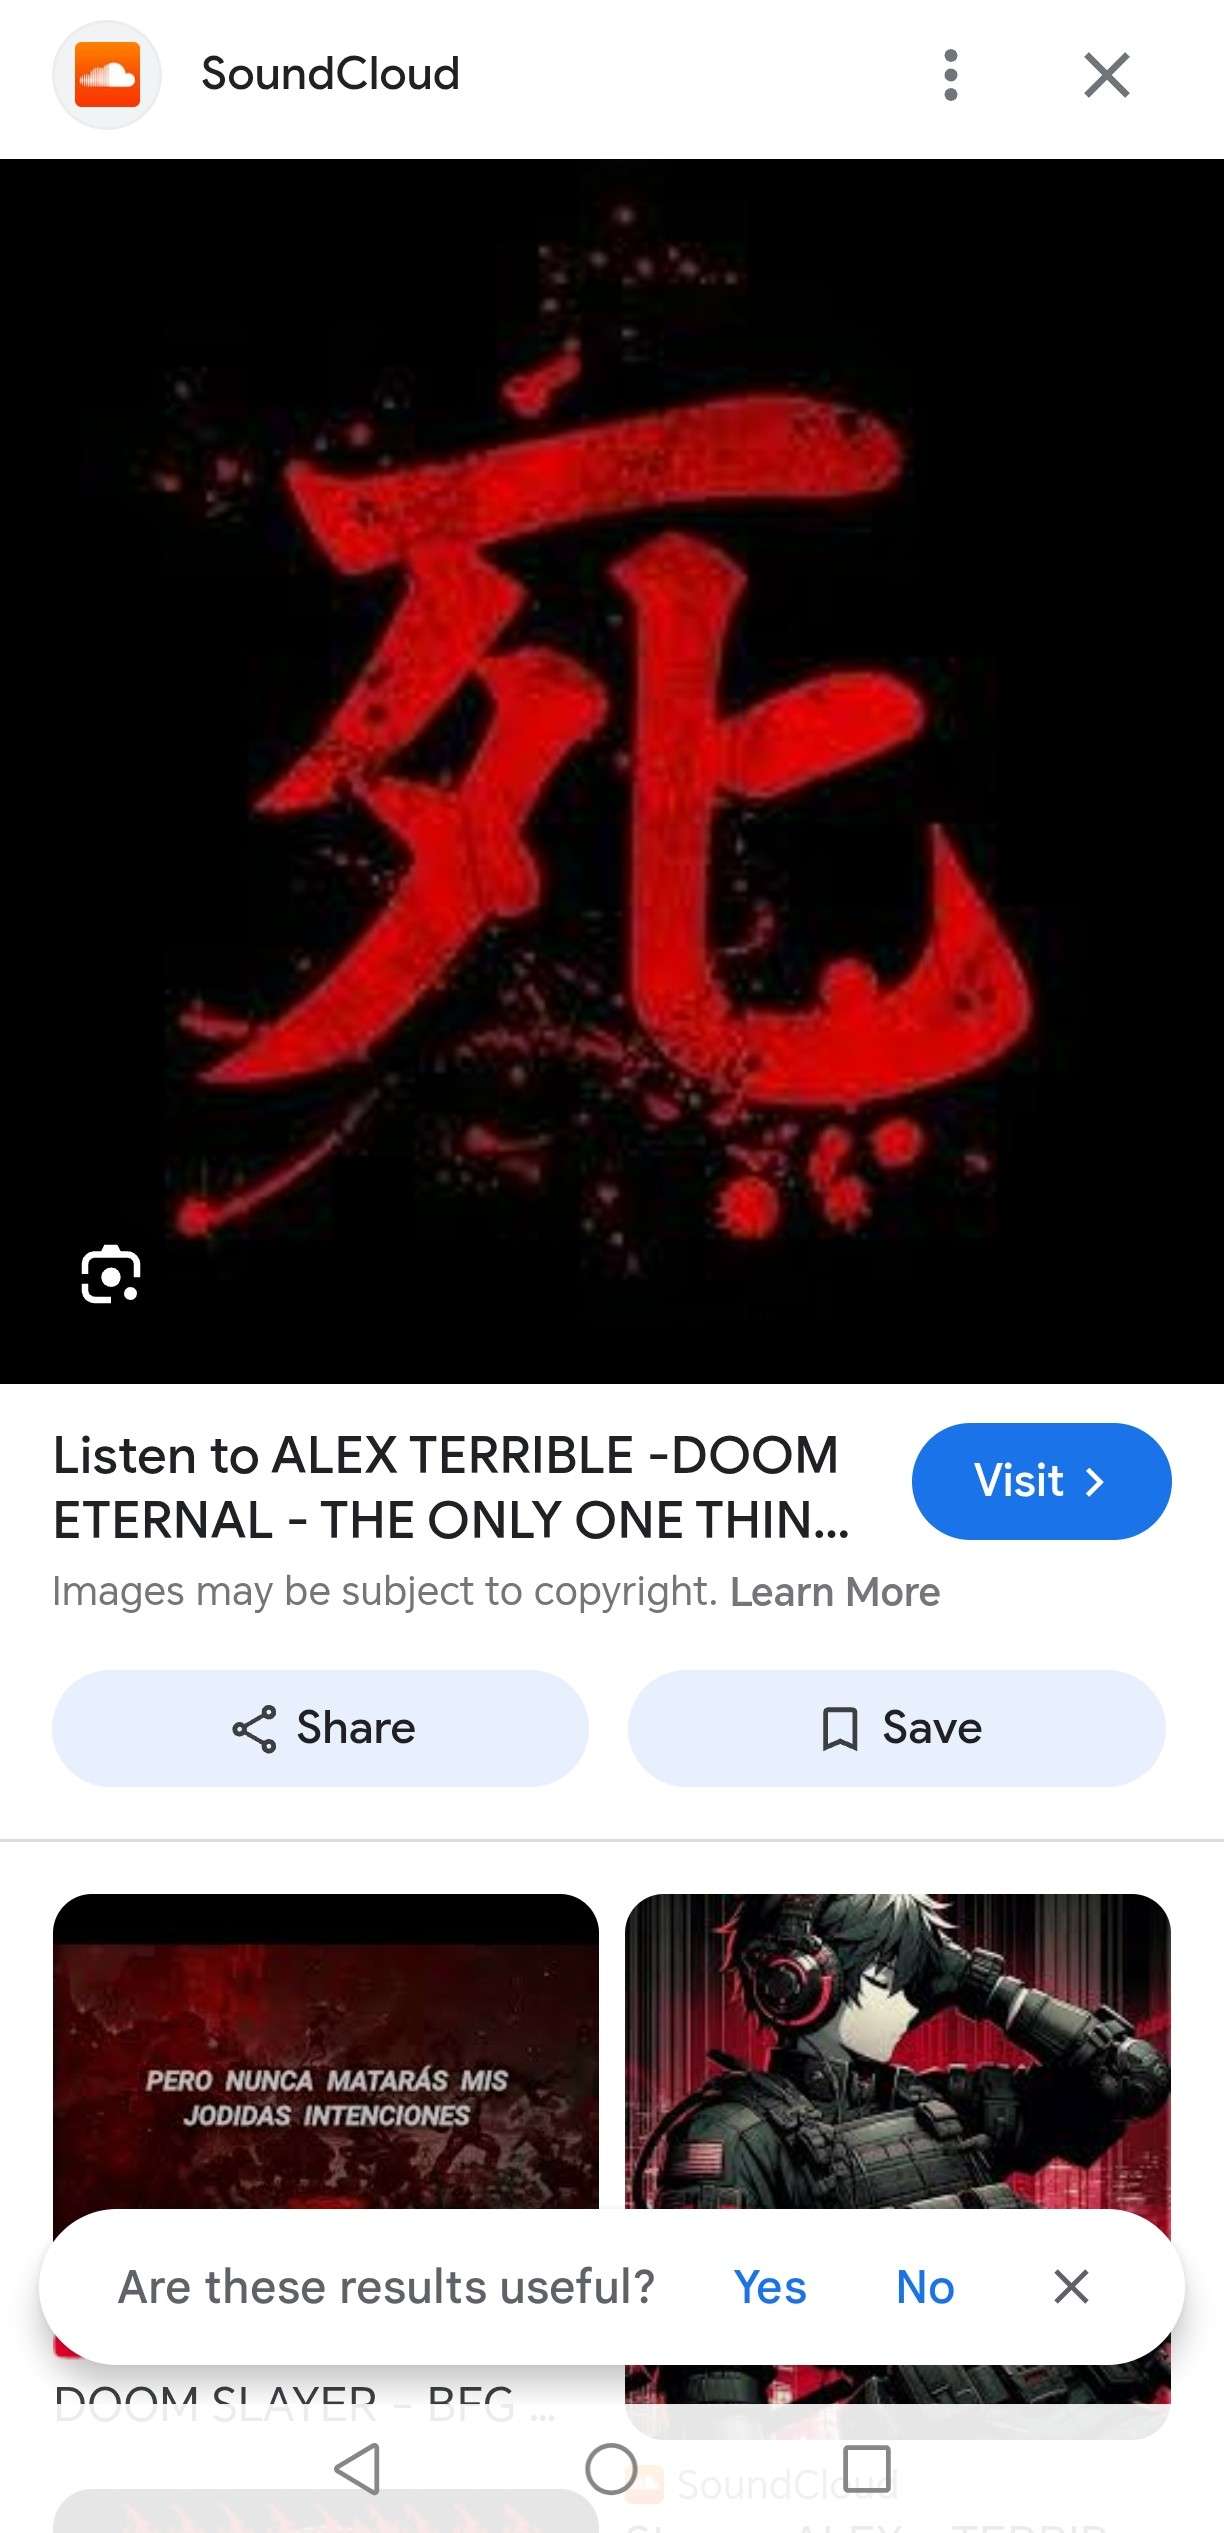 SoundCloud
死
Listen to ALEX TERRIBLE -DOOM
ETERNAL - THE ONLY ONE THIN...
Visit
Images may be subject to copyright. Learn More
Share
Save
PERO NUNCA MATARÁS MIS
JODIDAS INTENCIONES
Are these results useful?
Yes
No
DOOM SLAYER - BFG ...
SoundCloud